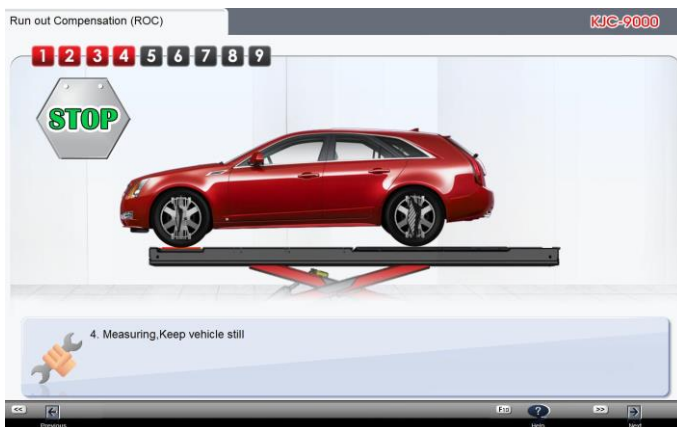 Run out Compensation (ROC)
KJC-9000
1 2 3 4 5 6 7 8 9
STOP
4. Measuring,Keep vehicle still
<< F10 ? >>
Previous Help Next